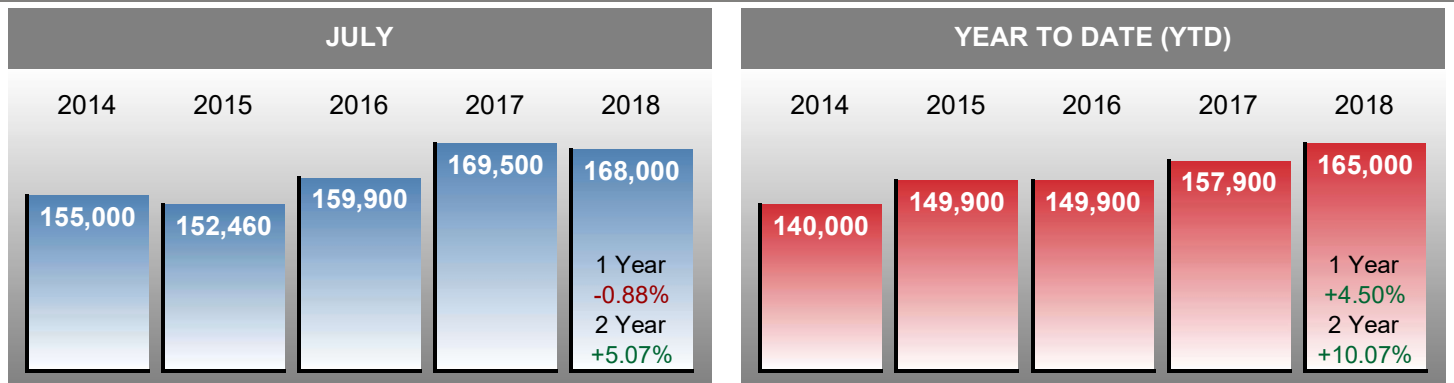 JULY
2014 2015 2016 2017 2018
155,000 152,460 159,900 169,500 168,000
1 Year
-0.88%
2 Year
+5.07%
YEAR TO DATE (YTD)
2014 2015 2016 2017 2018
140,000 149,900 149,900 157,900 165,000
1 Year
+4.50%
2 Year
+10.07%